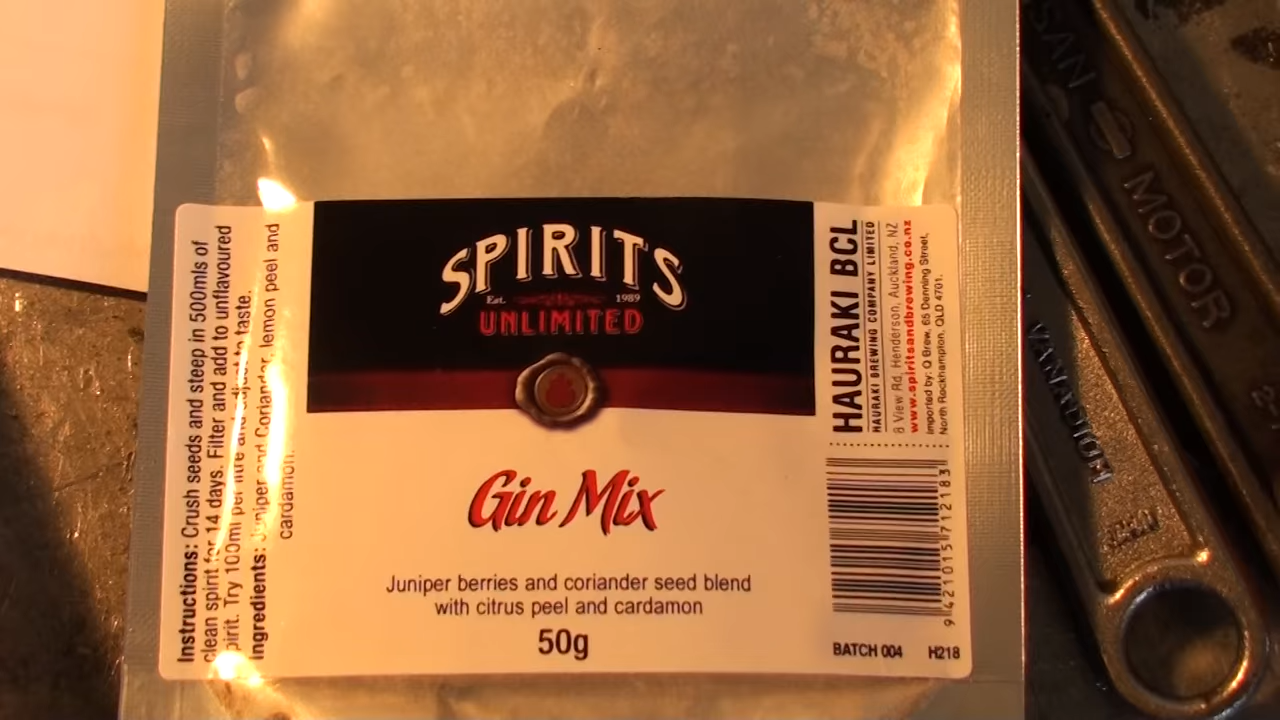 Instructions: Crush seeds and steep in 500mls of
clean spirit for 14 days. Filter and add to unflavoured
spirit. Try 100ml per litre and adjust to taste.
Ingredients: Juniper and Coriander, lemon peel and
cardamon.
SPIRITS
Est. 1989
UNLIMITED
Gin Mix
Juniper berries and coriander seed blend
with citrus peel and cardamon
50g
HAURAKI BCL
HAURAKI BREWING COMPANY LIMITED
8 View Rd, Henderson, Auckland, NZ
www.spiritsandbrewing.co.nz
Imported by: Q Brew, 65 Denning Street,
North Rockhampton, QLD 4701.
9 421015 712183
BATCH 004 H218
MOTOR
VANADIUM